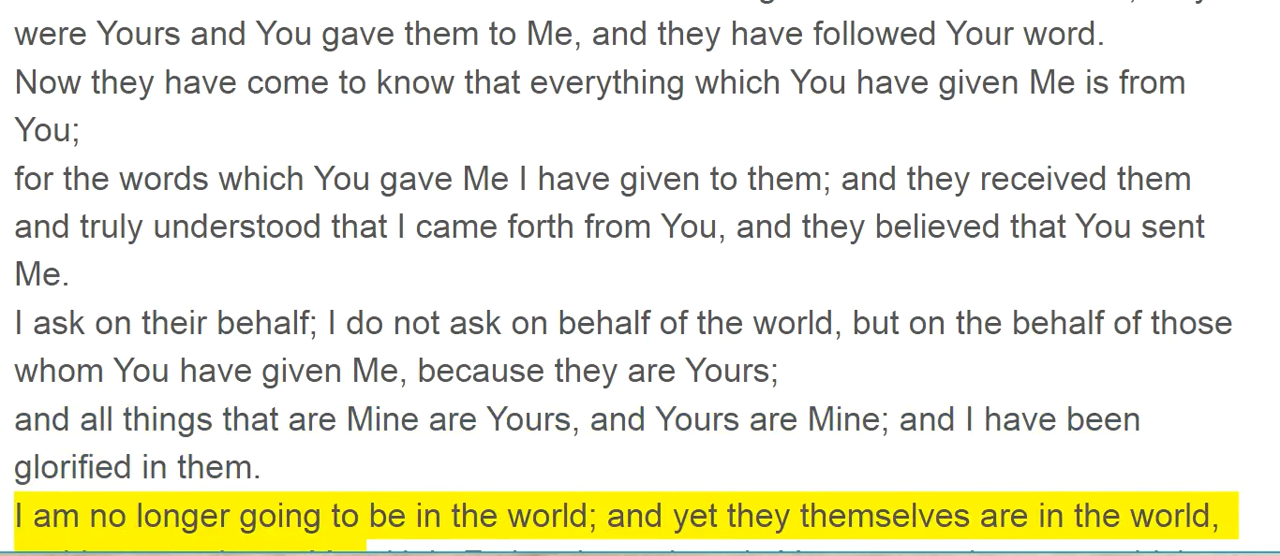 were Yours and You gave them to Me, and they have followed Your word.
Now they have come to know that everything which You have given Me is from
You;
for the words which You gave Me I have given to them; and they received them
and truly understood that I came forth from You, and they believed that You sent
Me.
I ask on their behalf; I do not ask on behalf of the world, but on the behalf of those
whom You have given Me, because they are Yours;
and all things that are Mine are Yours, and Yours are Mine; and I have been
glorified in them.
I am no longer going to be in the world; and yet they themselves are in the world,